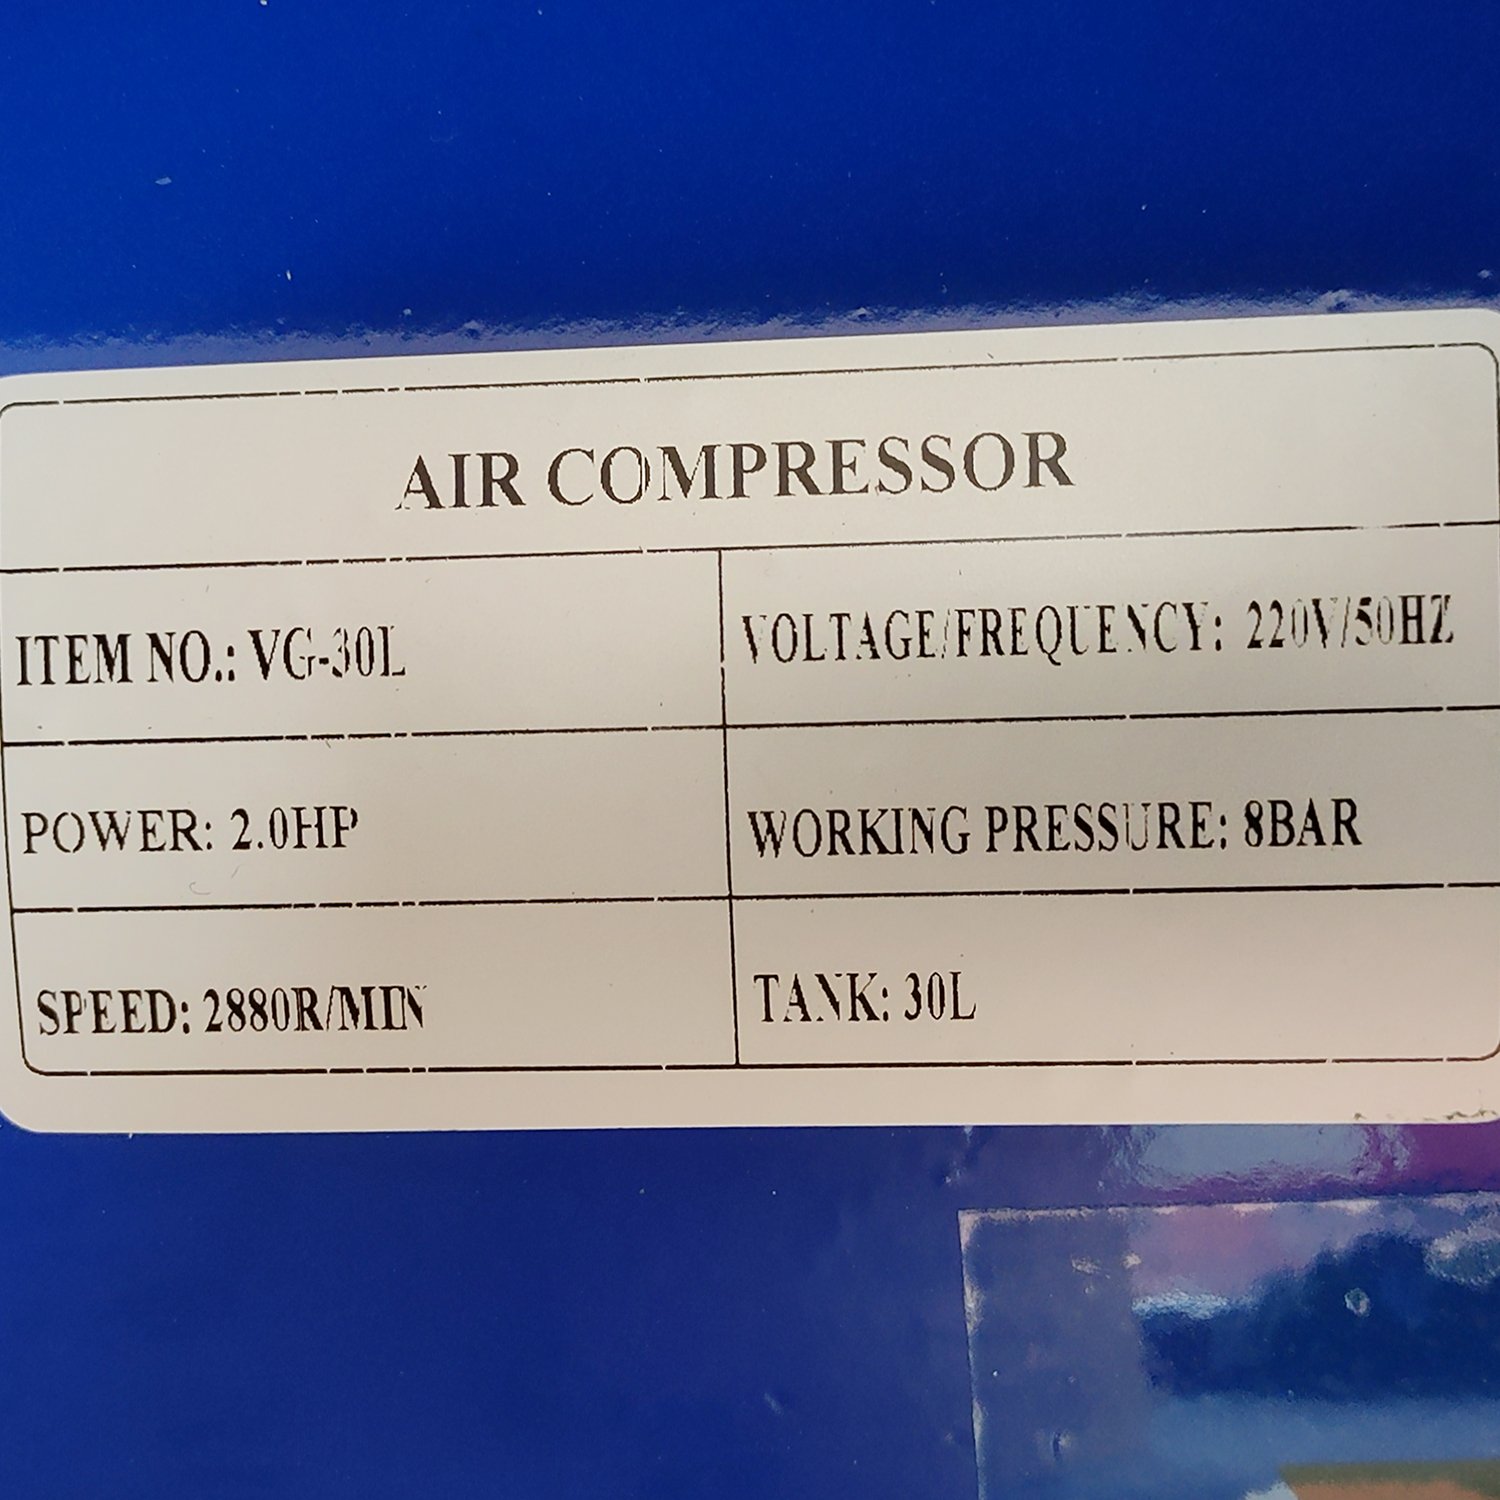 AIR COMPRESSOR
ITEM NO.: VG-30L
VOLTAGE/FREQUENCY: 220V/50HZ
POWER: 2.0HP
WORKING PRESSURE: 8BAR
SPEED: 2880R/MIN
TANK: 30L